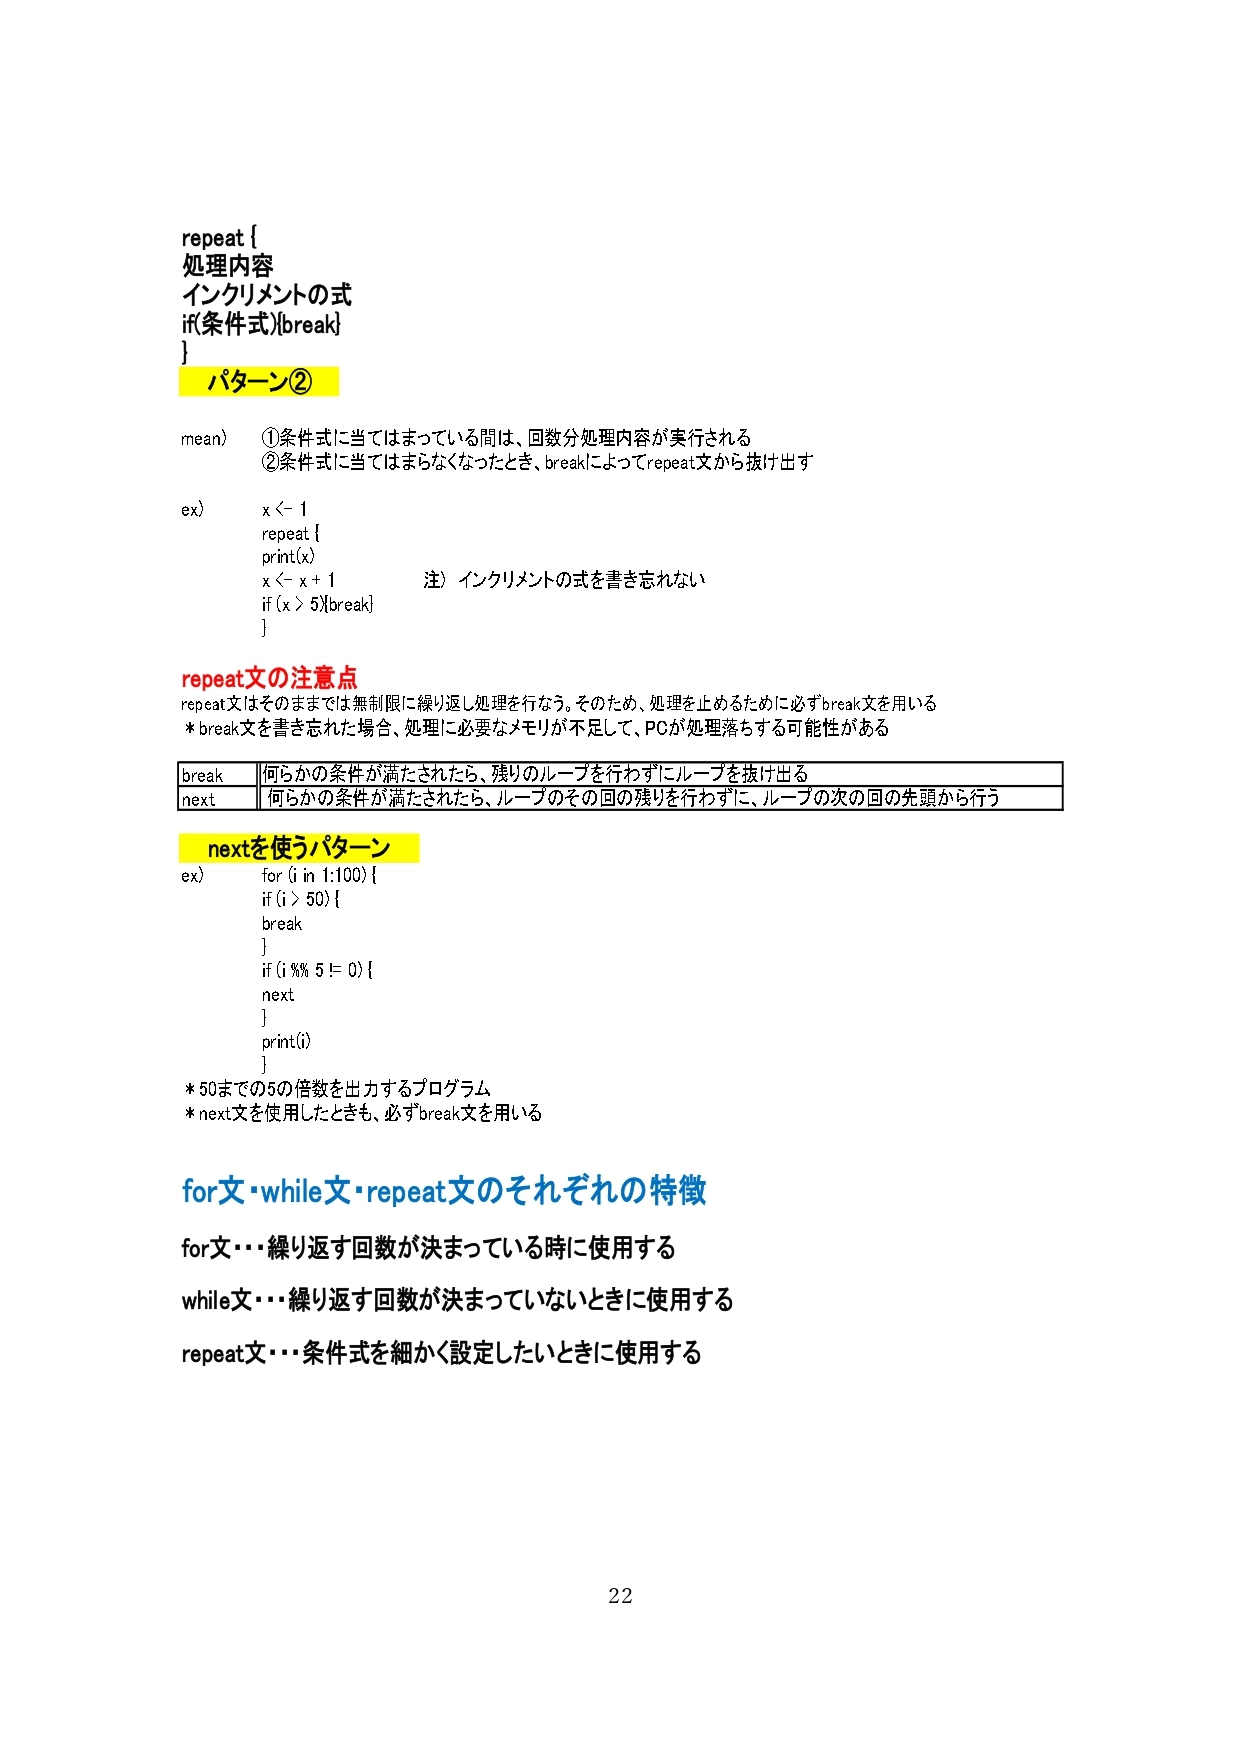 repeat {
処理内容
インクリメントの式
if(条件式){break}
}
パターン②
mean) ①条件式に当てはまっている間は、回数分処理内容が実行される
②条件式に当てはまらなくなったとき、breakによってrepeat文から抜け出す
ex) x <- 1
repeat {
print(x)
x <- x + 1 注) インクリメントの式を書き忘れない
if (x > 5){break}
}
repeat文の注意点
repeat文はそのままでは無制限に繰り返し処理を行なう。そのため、処理を止めるために必ずbreak文を用いる
＊break文を書き忘れた場合、処理に必要なメモリが不足して、PCが処理落ちする可能性がある
break 何らかの条件が満たされたら、残りのループを行わずにループを抜け出る
next 何らかの条件が満たされたら、ループのその回の残りを行わずに、ループの次の回の先頭から行う
nextを使うパターン
ex) for (i in 1:100) {
if (i > 50) {
break
}
if (i %% 5 != 0) {
next
}
print(i)
}
＊50までの5の倍数を出力するプログラム
＊next文を使用したときも、必ずbreak文を用いる
for文・while文・repeat文のそれぞれの特徴
for文・・・繰り返す回数が決まっている時に使用する
while文・・・繰り返す回数が決まっていないときに使用する
repeat文・・・条件式を細かく設定したいときに使用する
22